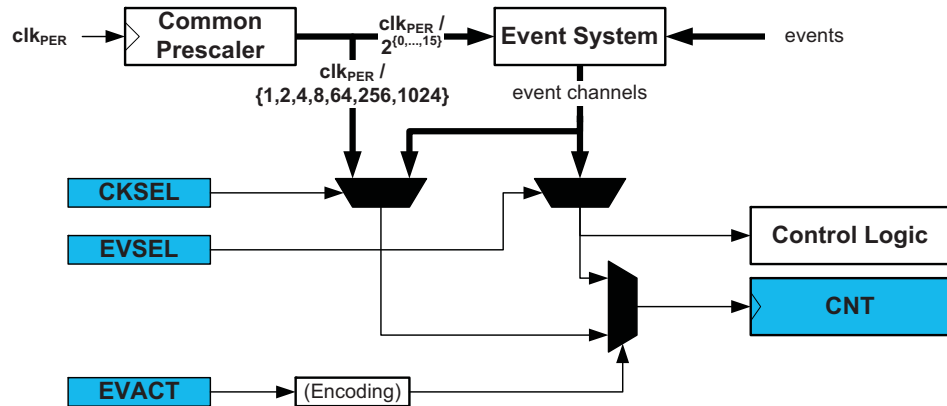 clkPER
Common
Prescaler
clkPER /
2{0,...,15}
Event System
events
clkPER /
{1,2,4,8,64,256,1024}
event channels
CKSEL
EVSEL
Control Logic
CNT
EVACT
(Encoding)